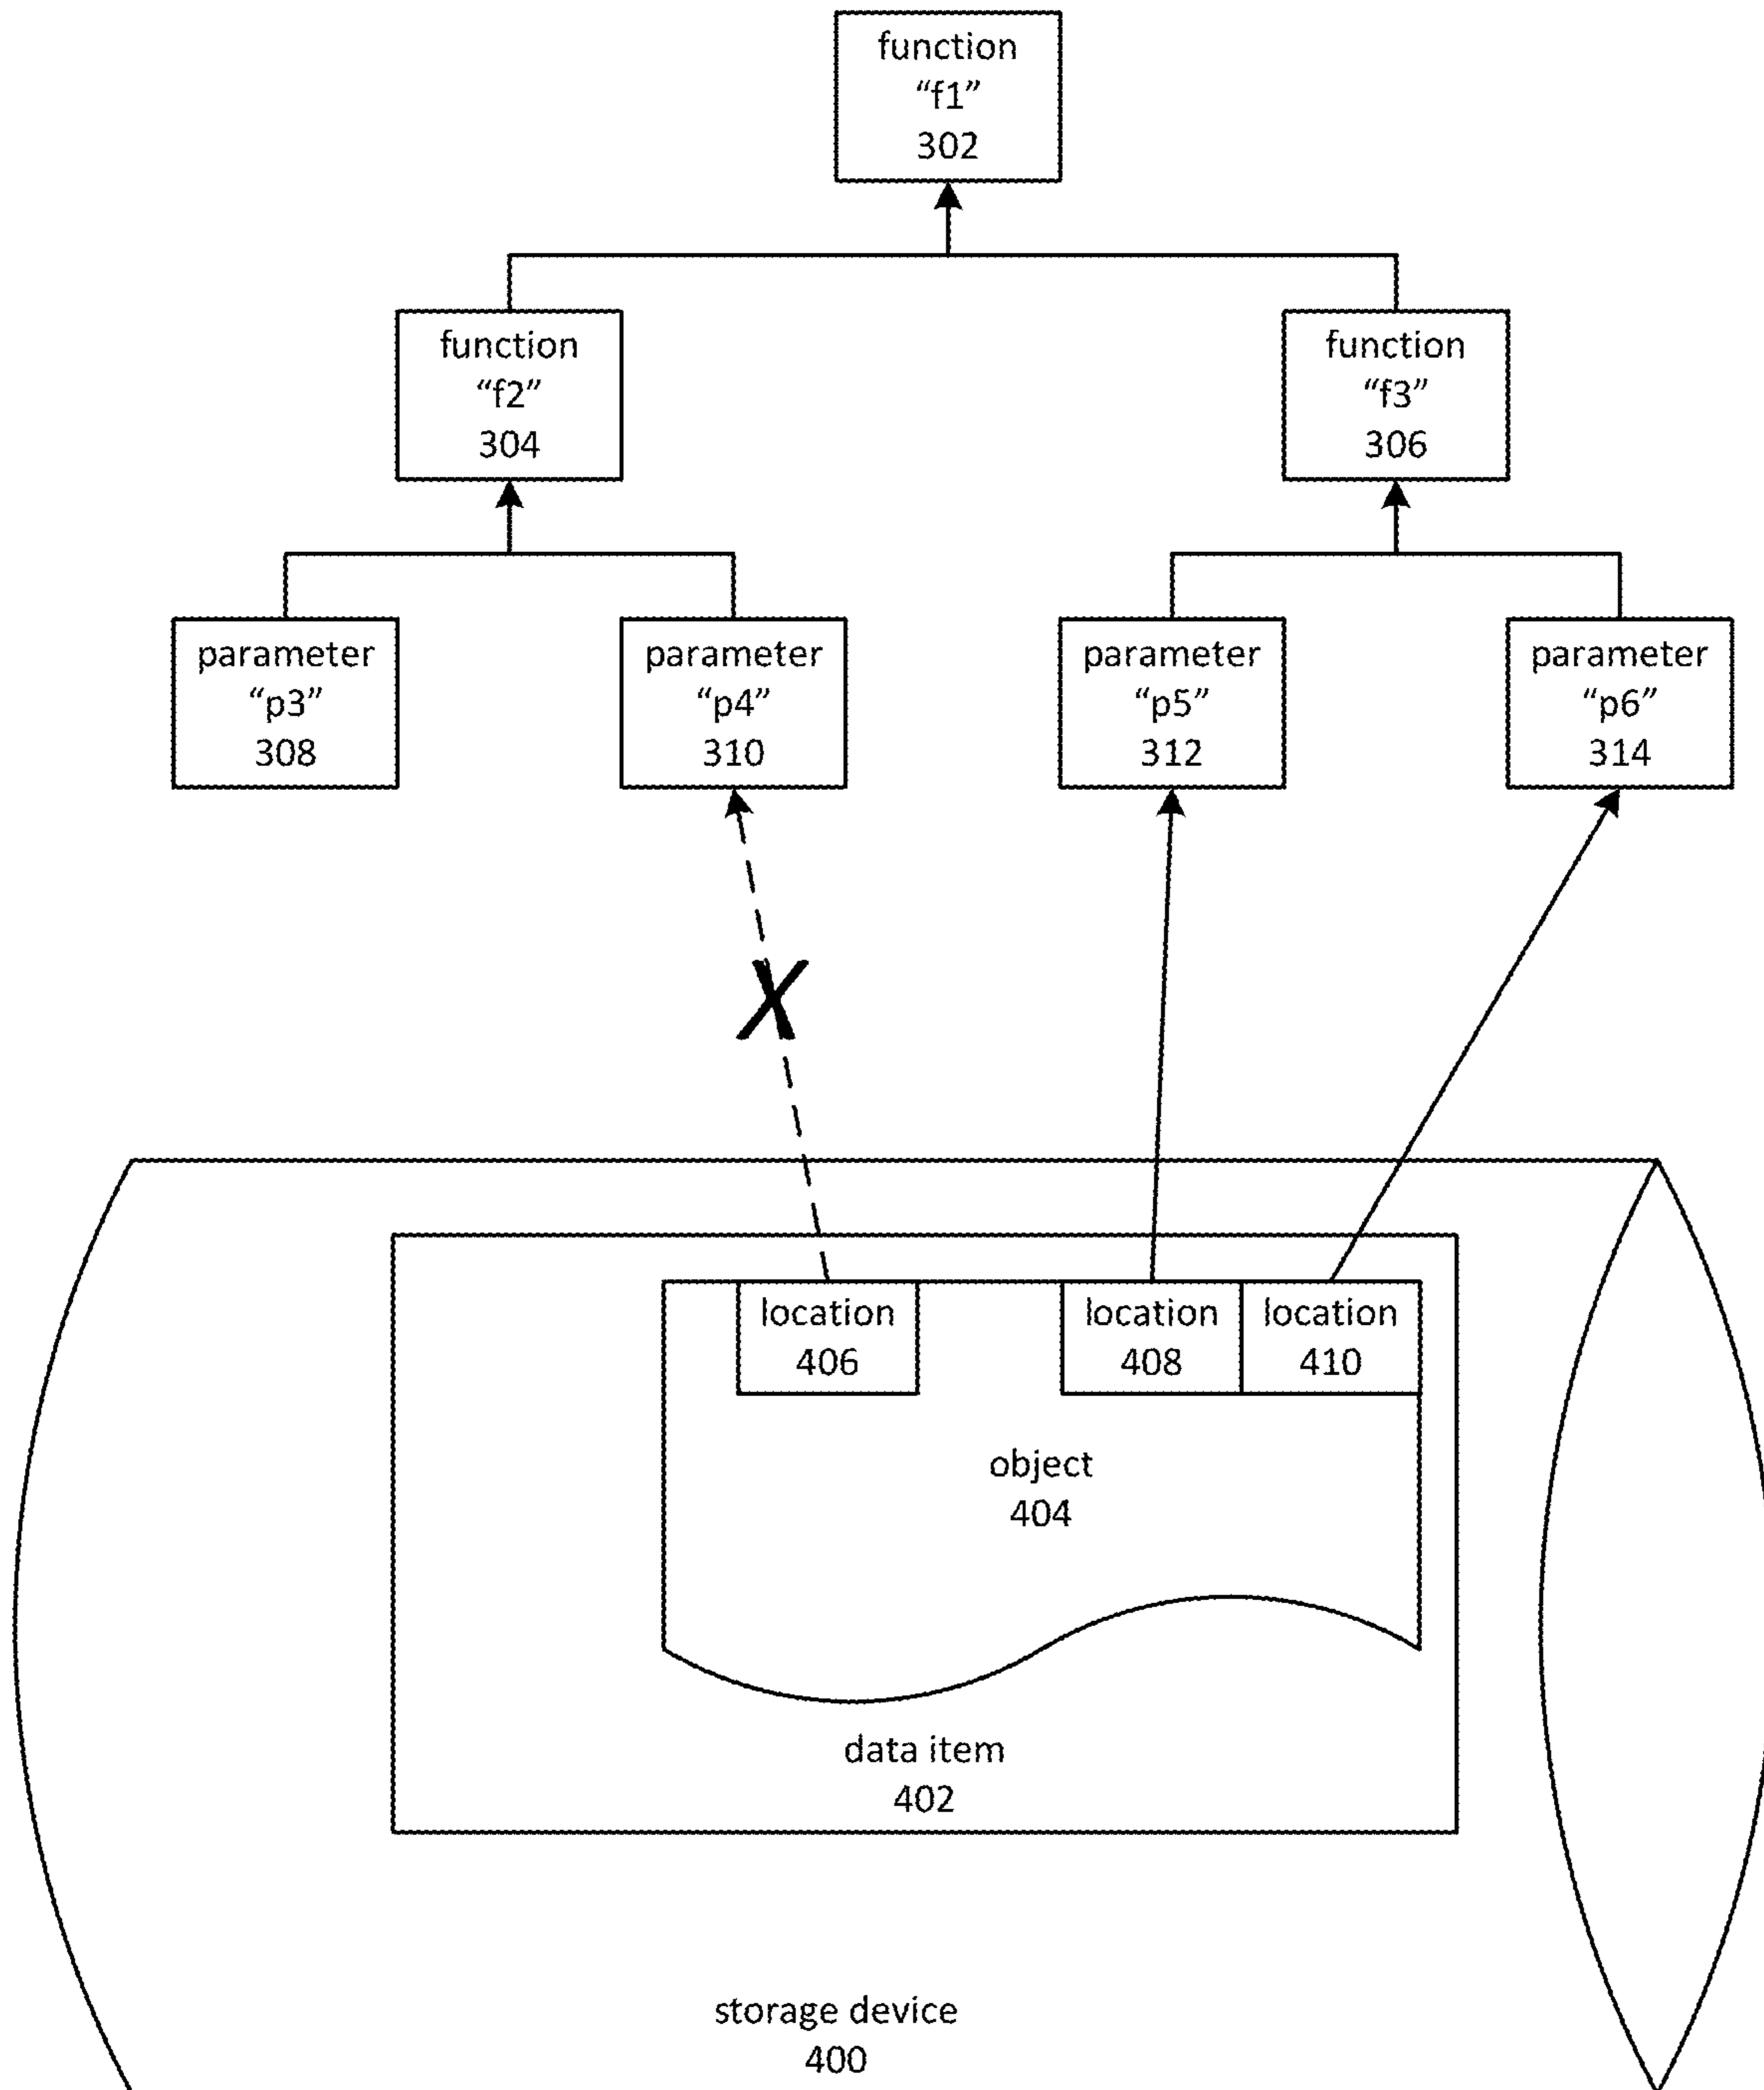 function
“f1”
302
function
“f2”
304
function
“f3”
306
parameter
“p3”
308
parameter
“p4”
310
parameter
“p5”
312
parameter
“p6”
314
X
location
406
location
408
location
410
object
404
data item
402
storage device
400